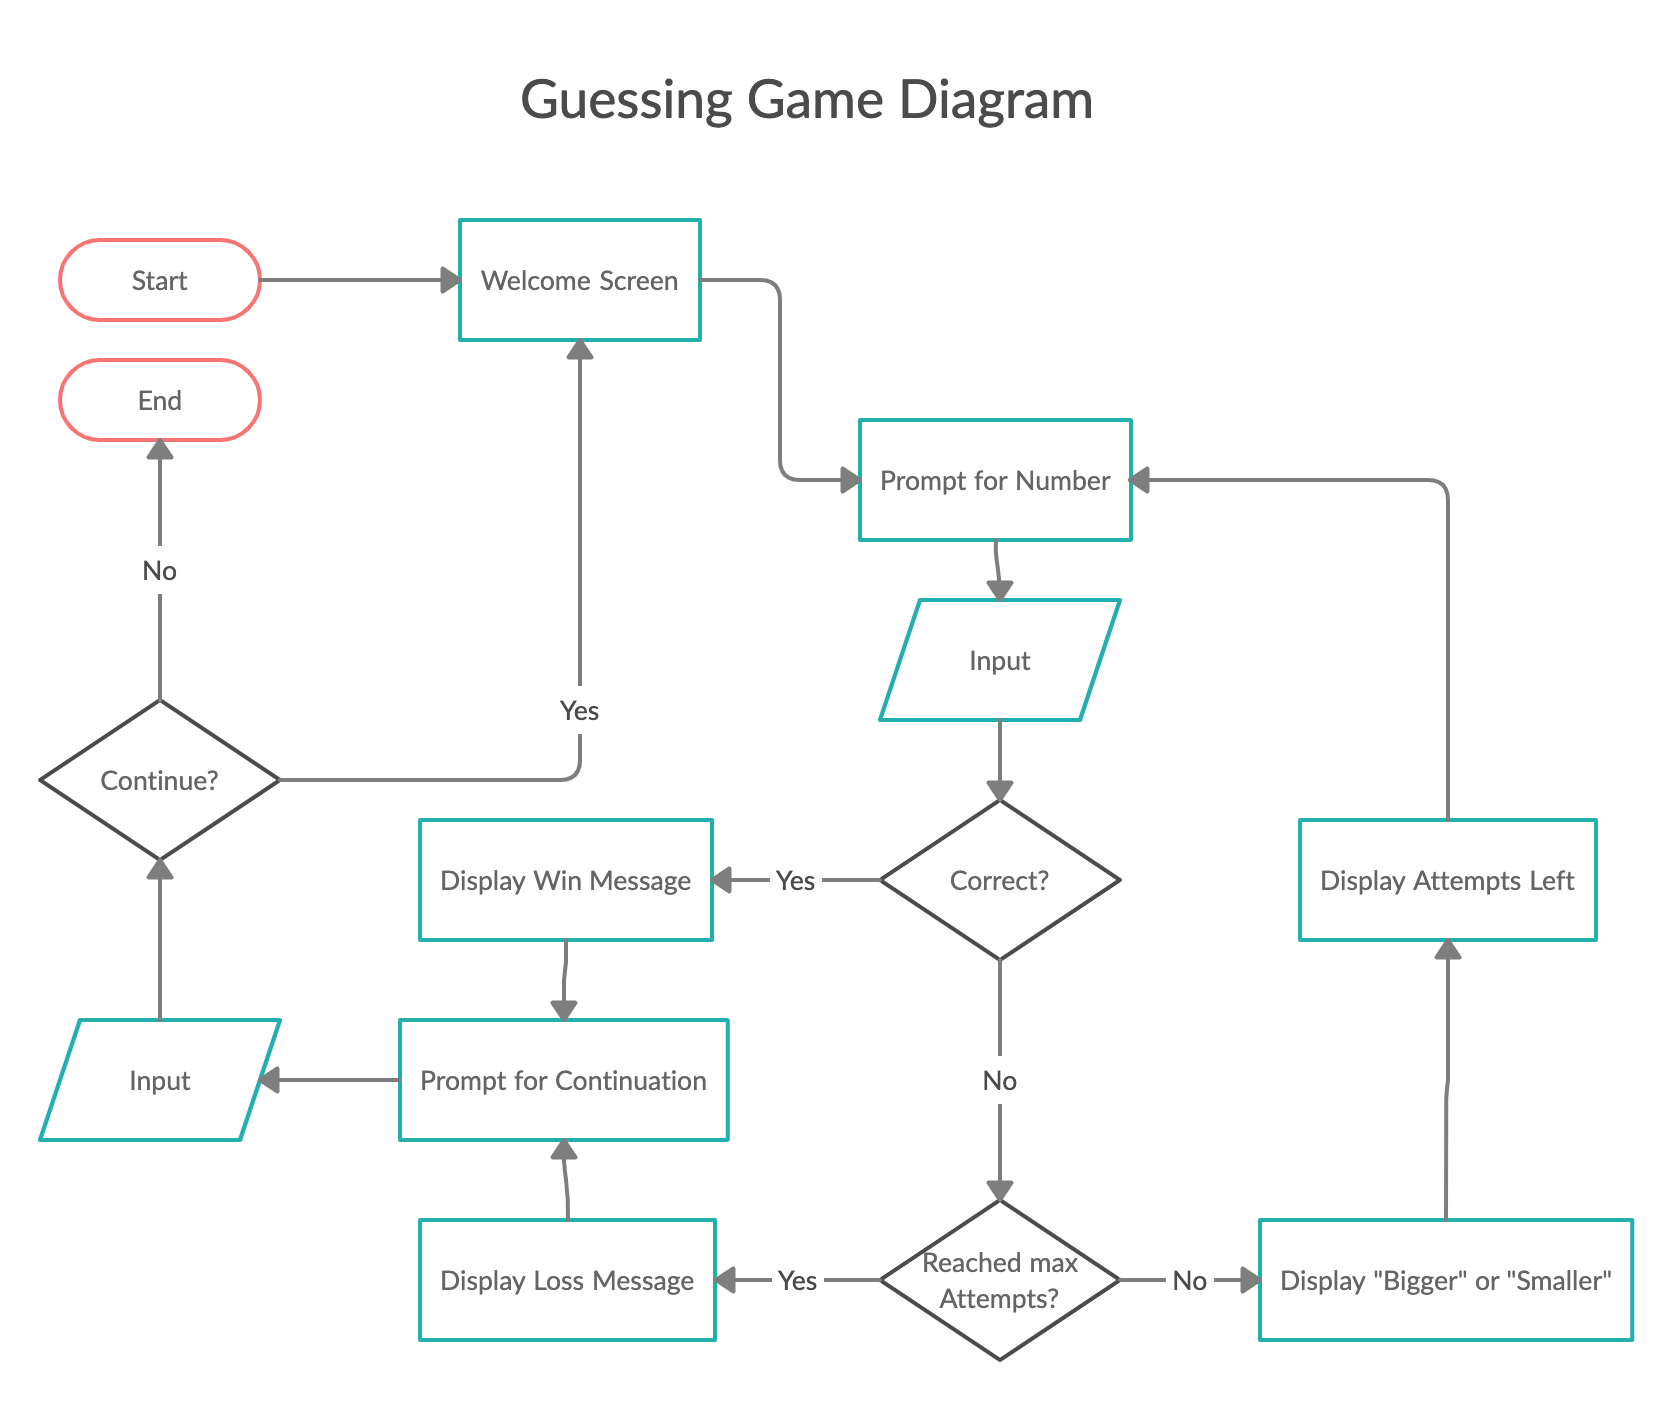 Guessing Game Diagram
Start
Welcome Screen
End
Prompt for Number
No
Input
Yes
Continue?
Display Win Message
Yes
Correct?
Display Attempts Left
Input
Prompt for Continuation
No
Display Loss Message
Yes
Reached max
Attempts?
No
Display "Bigger" or "Smaller"